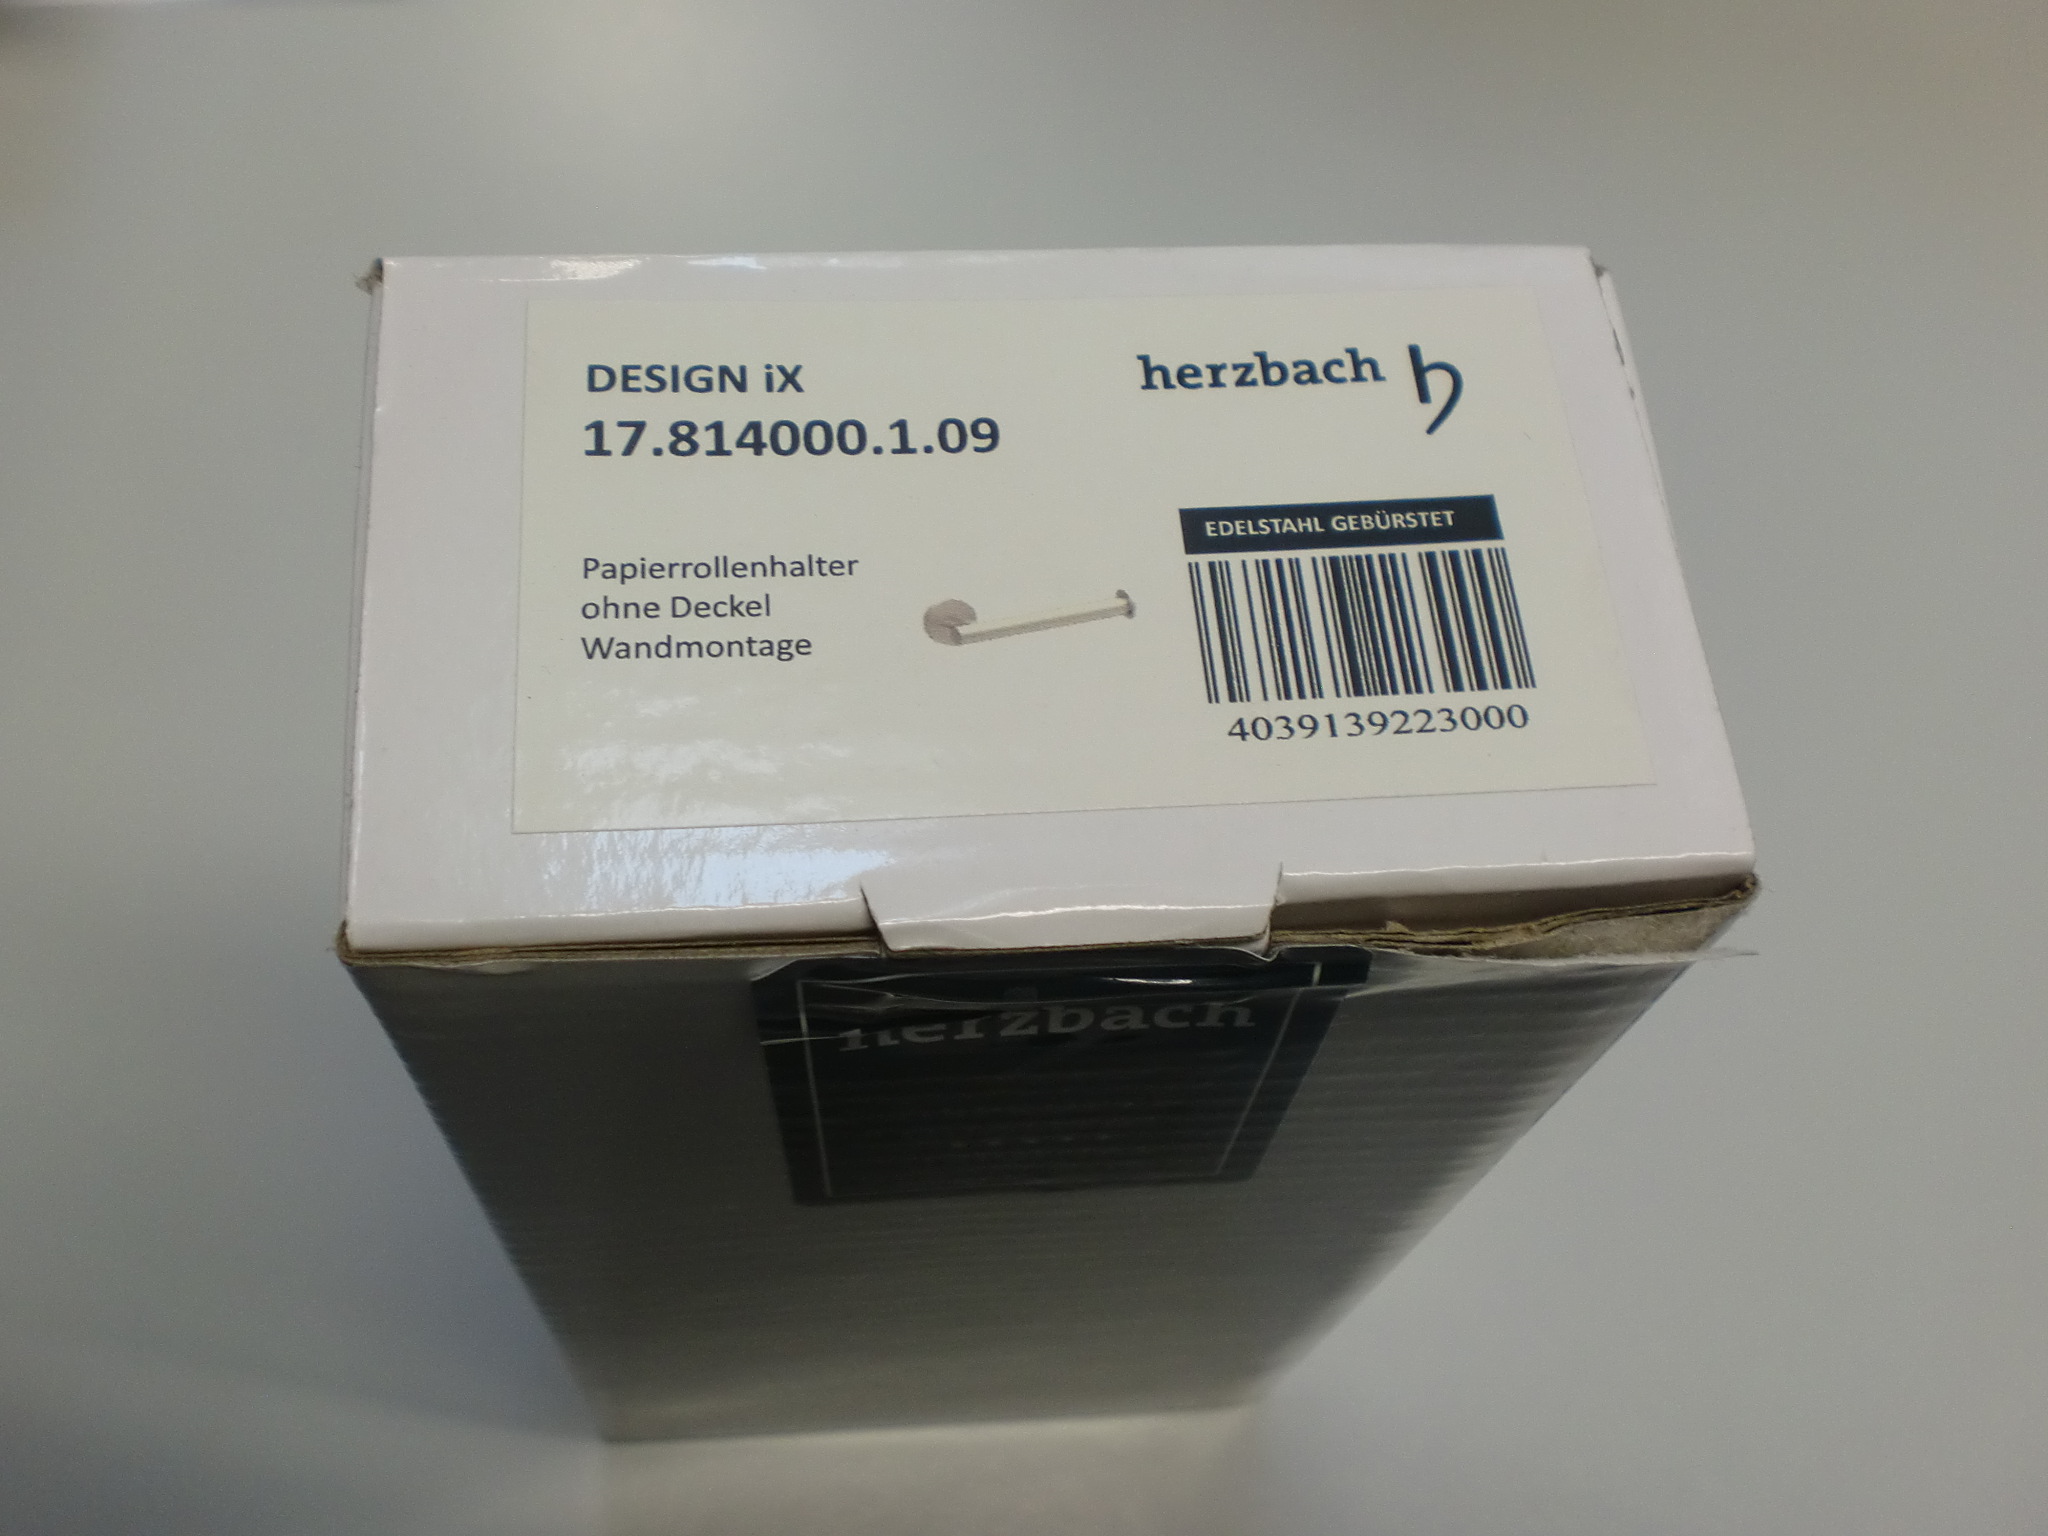 DESIGN iX
17.814000.1.09
herzbach
EDELSTAHL GEBÜRSTET
Papierrollenhalter
ohne Deckel
Wandmontage
4039139223000
herzbach